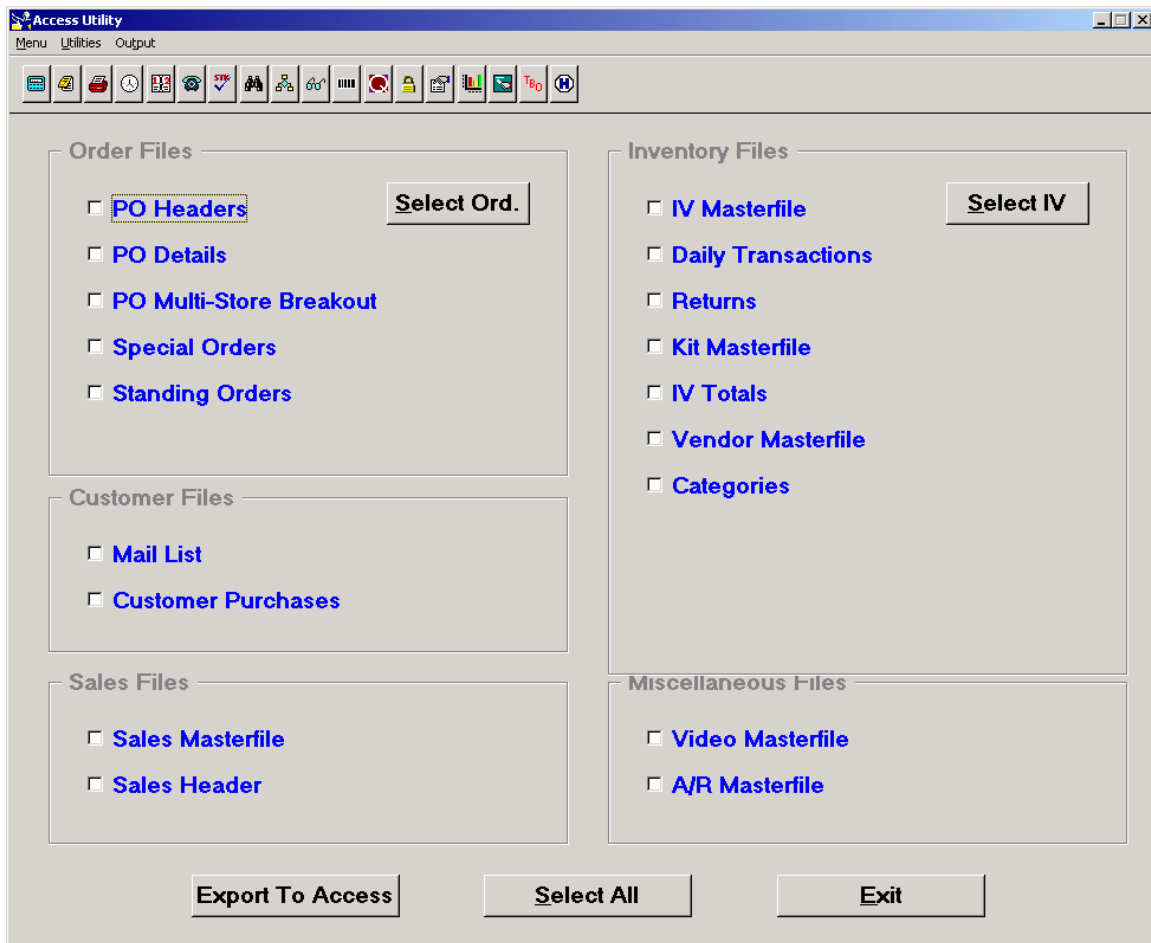 Access Utility
Menu Utilities Output
STK
TBO
H
Order Files
PO Headers
Select Ord.
PO Details
PO Multi-Store Breakout
Special Orders
Standing Orders
Customer Files
Mail List
Customer Purchases
Sales Files
Sales Masterfile
Sales Header
Inventory Files
IV Masterfile
Select IV
Daily Transactions
Returns
Kit Masterfile
IV Totals
Vendor Masterfile
Categories
Miscellaneous Files
Video Masterfile
A/R Masterfile
Export To Access
Select All
Exit